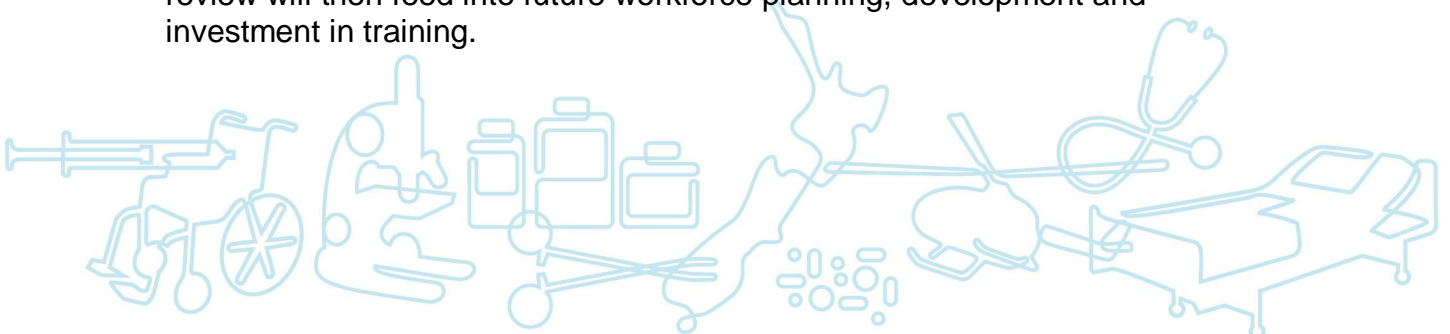 review will then feed into future workforce planning, development and
investment in training.